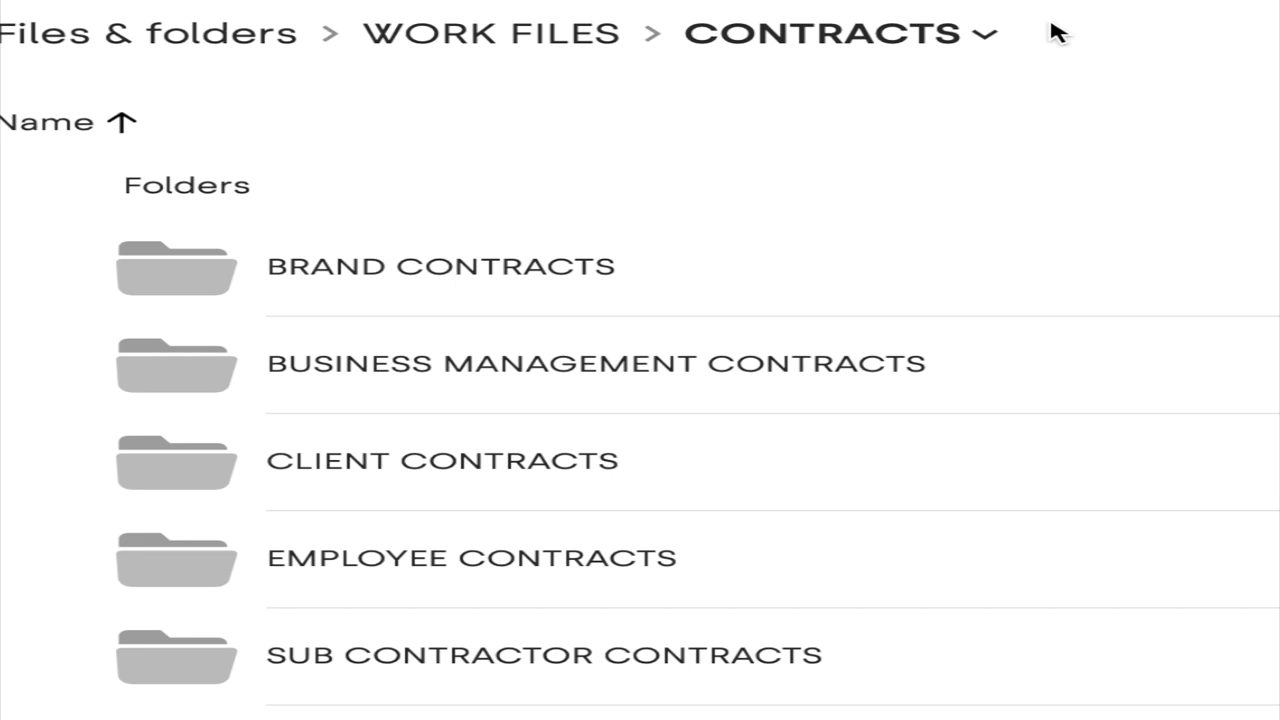 Files & folders > WORK FILES > CONTRACTS
Name ↑
Folders
BRAND CONTRACTS
BUSINESS MANAGEMENT CONTRACTS
CLIENT CONTRACTS
EMPLOYEE CONTRACTS
SUB CONTRACTOR CONTRACTS